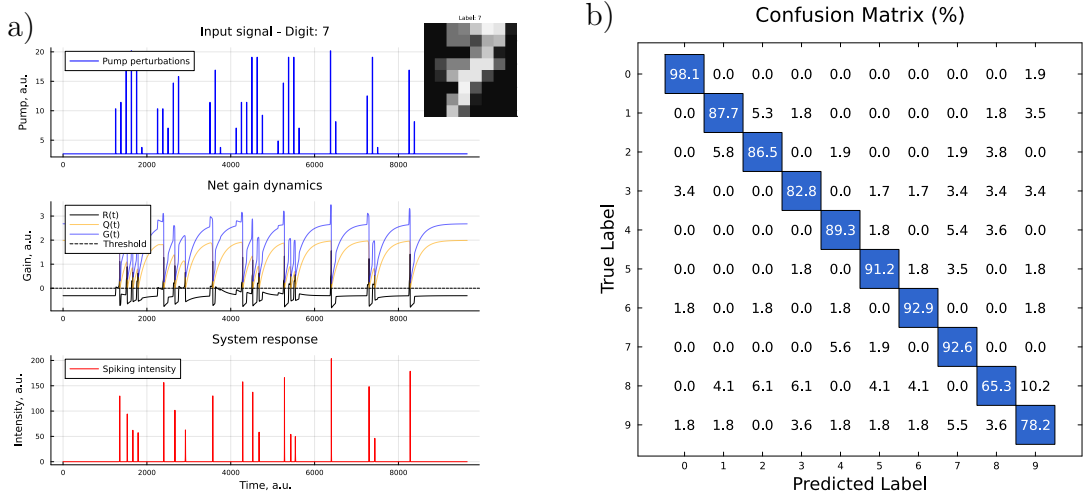 a)
Input signal - Digit: 7
Label: 7
Pump perturbations
Pump, a.u.
20
15
10
5
0 2000 4000 6000 8000
Net gain dynamics
R(t)
Q(t)
G(t)
Threshold
Gain, a.u.
3
2
1
0
0 2000 4000 6000 8000
System response
Spiking intensity
Intensity, a.u.
200
150
100
50
0
0 2000 4000 6000 8000
Time, a.u.
b)
Confusion Matrix (%)
True Label
0 98.1 0.0 0.0 0.0 0.0 0.0 0.0 0.0 0.0 1.9
1 0.0 87.7 5.3 1.8 0.0 0.0 0.0 0.0 1.8 3.5
2 0.0 5.8 86.5 0.0 1.9 0.0 0.0 1.9 3.8 0.0
3 3.4 0.0 0.0 82.8 0.0 1.7 1.7 3.4 3.4 3.4
4 0.0 0.0 0.0 0.0 89.3 1.8 0.0 5.4 3.6 0.0
5 0.0 0.0 0.0 1.8 0.0 91.2 1.8 3.5 0.0 1.8
6 1.8 0.0 1.8 0.0 1.8 0.0 92.9 0.0 0.0 1.8
7 0.0 0.0 0.0 0.0 5.6 1.9 0.0 92.6 0.0 0.0
8 0.0 4.1 6.1 6.1 0.0 4.1 4.1 0.0 65.3 10.2
9 1.8 1.8 0.0 3.6 1.8 1.8 1.8 5.5 3.6 78.2
0 1 2 3 4 5 6 7 8 9
Predicted Label